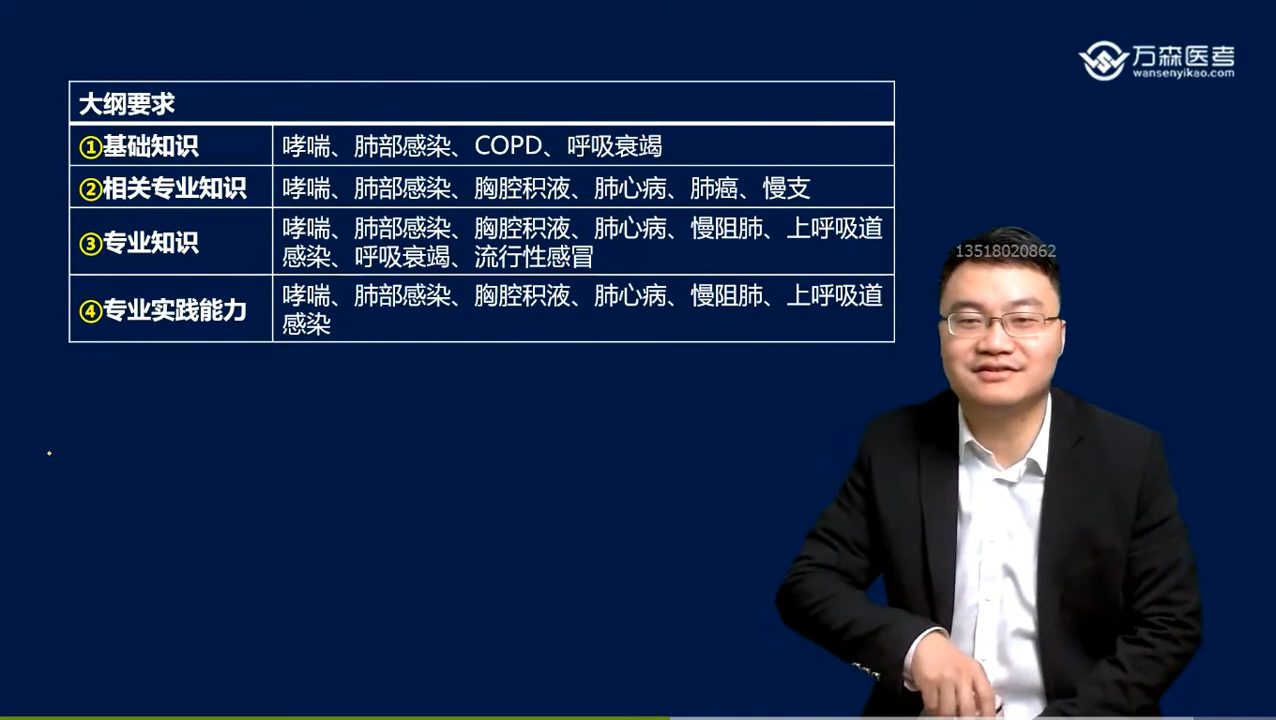 万森医考
wansenyikao.com
大纲要求
①基础知识
哮喘、肺部感染、COPD、呼吸衰竭
②相关专业知识
哮喘、肺部感染、胸腔积液、肺心病、肺癌、慢支
③专业知识
哮喘、肺部感染、胸腔积液、肺心病、慢阻肺、上呼吸道
感染、呼吸衰竭、流行性感冒
④专业实践能力
哮喘、肺部感染、胸腔积液、肺心病、慢阻肺、上呼吸道
感染
13518020862